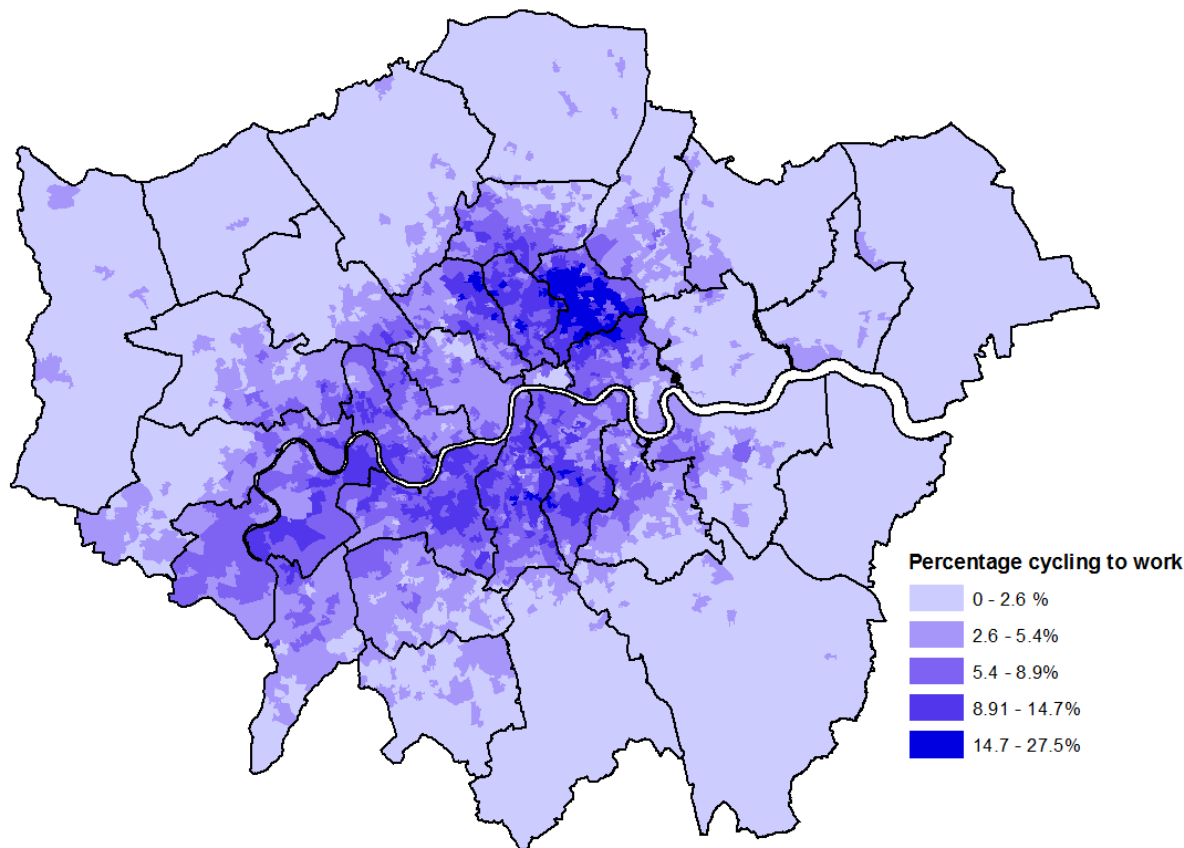 Percentage cycling to work
0 - 2.6 %
2.6 - 5.4%
5.4 - 8.9%
8.91 - 14.7%
14.7 - 27.5%